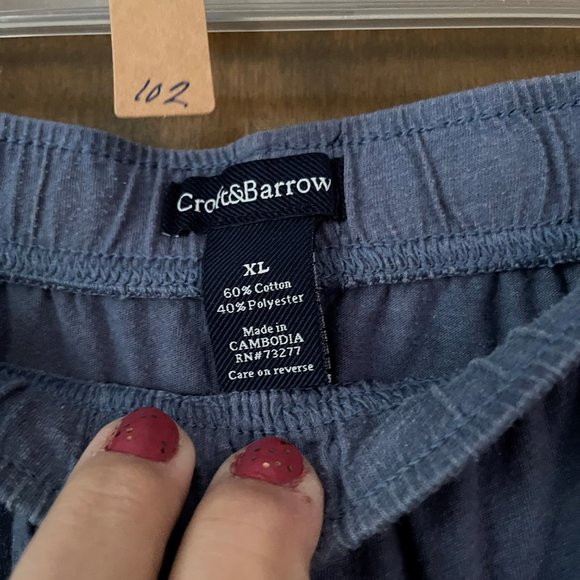 102
Croft&Barrow
XL
60% Cotton
40% Polyester
Made in
CAMBODIA
RN#73277
Care on reverse